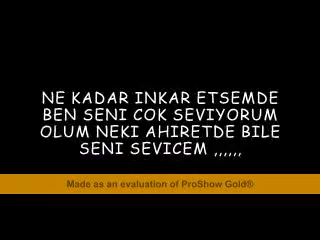 NE KADAR INKAR ETSEMDE
BEN SENI COK SEVIYORUM
OLUM NEKI AHIRETDE BILE
SENI SEVICEM ,,,,,,
Made as an evaluation of ProShow Gold®